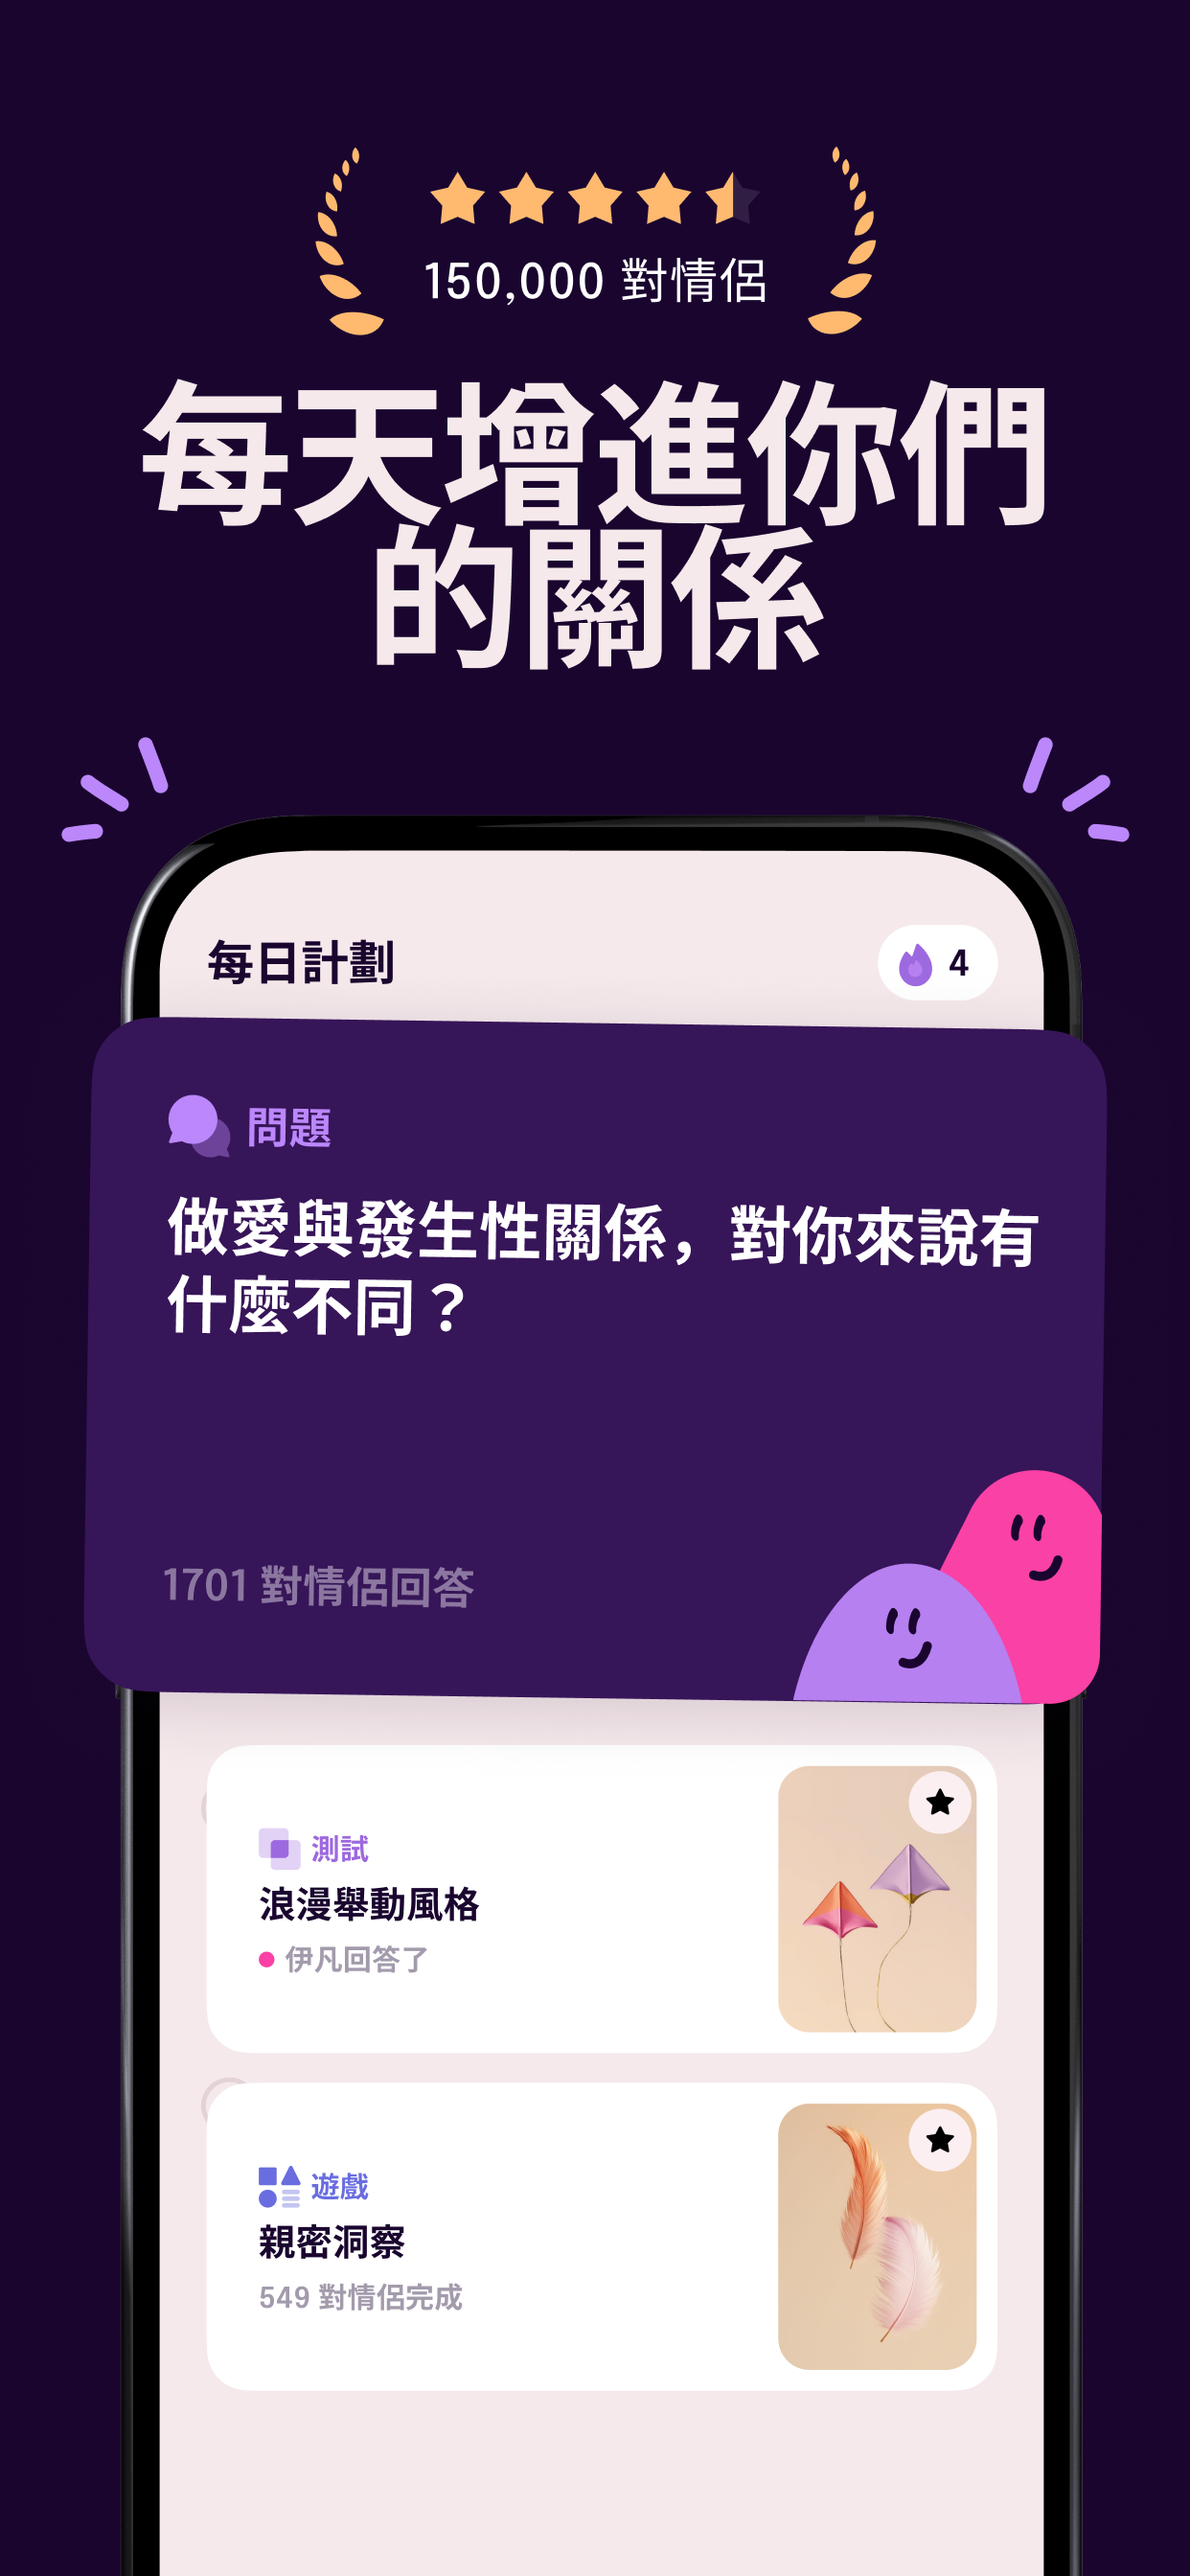 150,000 對情侶
每天增進你們
的關係
每日計劃
4
問題
做愛與發生性關係，對你來說有
什麼不同？
1701 對情侶回答
測試
浪漫舉動風格
伊凡回答了
遊戲
親密洞察
549 對情侶完成